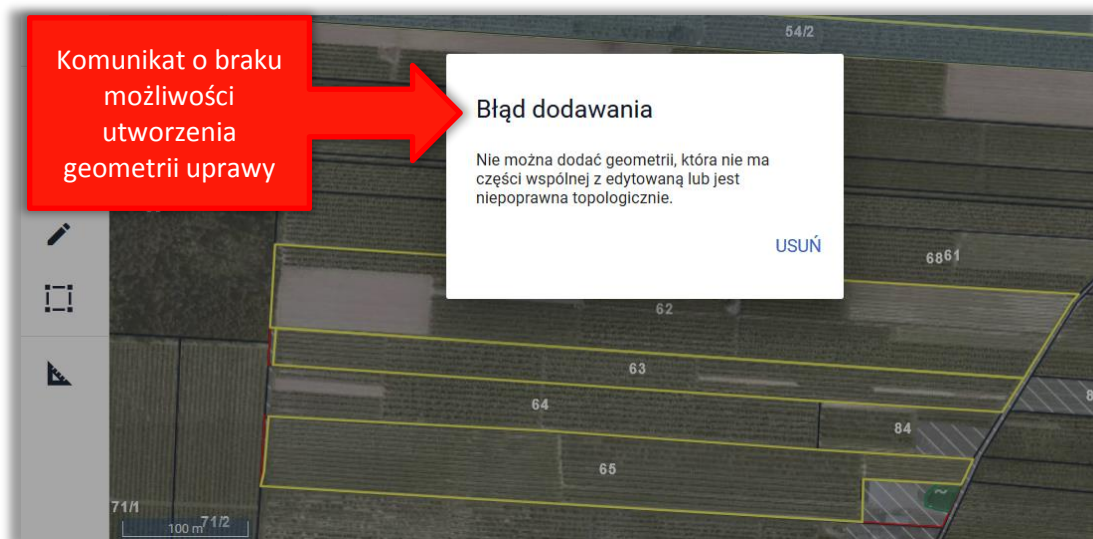 Komunikat o braku
możliwości
utworzenia
geometrii uprawy
54/2
Błąd dodawania
Nie można dodać geometrii, która nie ma
części wspólnej z edytowaną lub jest
niepoprawna topologicznie.
USUŃ
6861
62
63
64
84
65
71/1
100 m
71/2